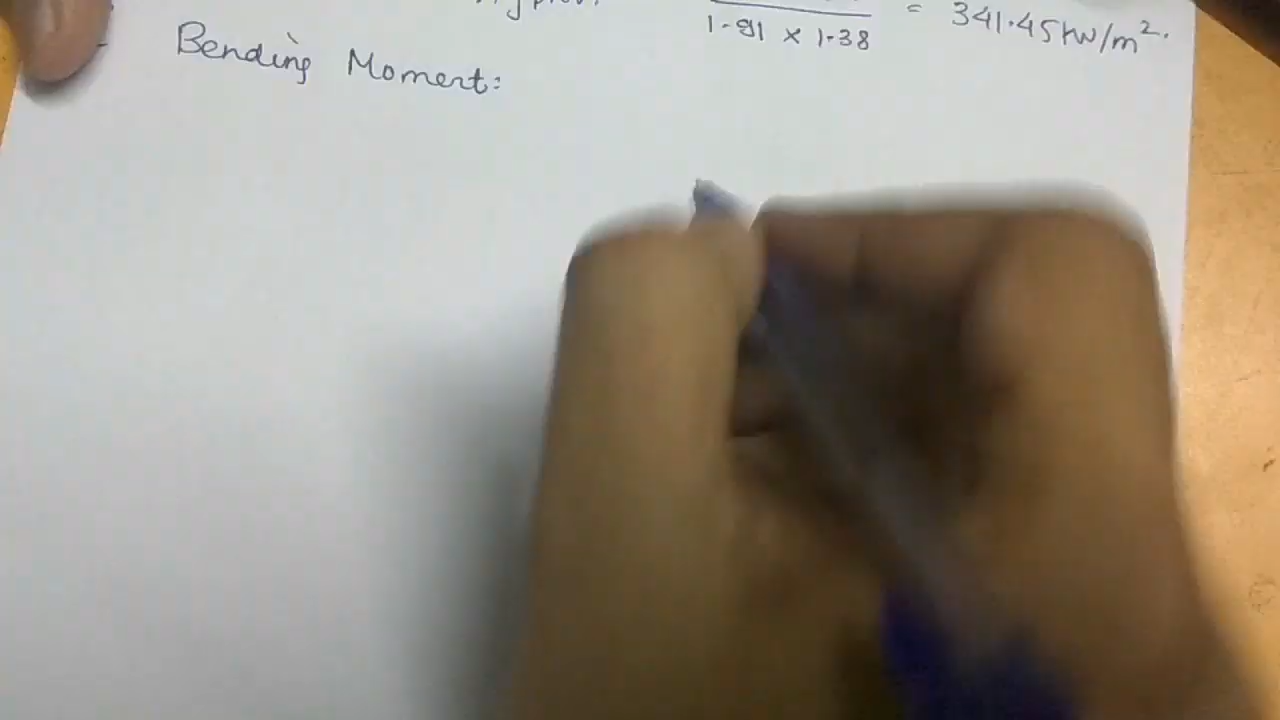 = 341.45 kN/m².
1.91 × 1.38
Bending Moment: